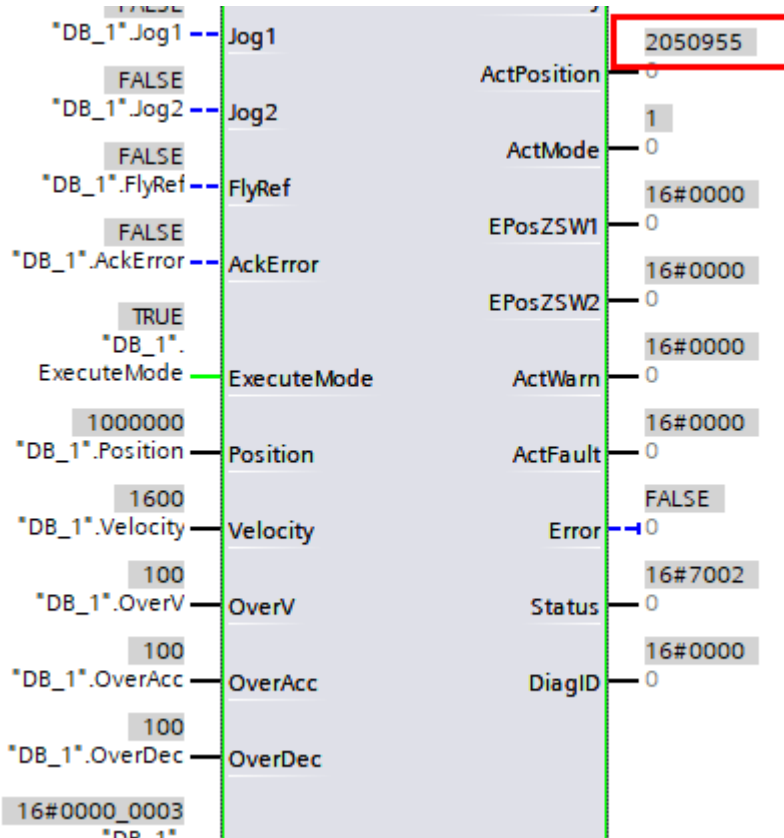 FALSE
"DB_1".Jog1
Jog1
FALSE
"DB_1".Jog2
Jog2
FALSE
"DB_1".FlyRef
FlyRef
FALSE
"DB_1".AckError
AckError
TRUE
"DB_1".
ExecuteMode
ExecuteMode
1000000
"DB_1".Position
Position
1600
"DB_1".Velocity
Velocity
100
"DB_1".OverV
OverV
100
"DB_1".OverAcc
OverAcc
100
"DB_1".OverDec
OverDec
16#0000_0003
"DB_1".
2050955
ActPosition
0
1
ActMode
0
16#0000
EPosZSW1
0
16#0000
EPosZSW2
0
16#0000
ActWarn
0
16#0000
ActFault
0
FALSE
Error
0
16#7002
Status
0
16#0000
DiagID
0